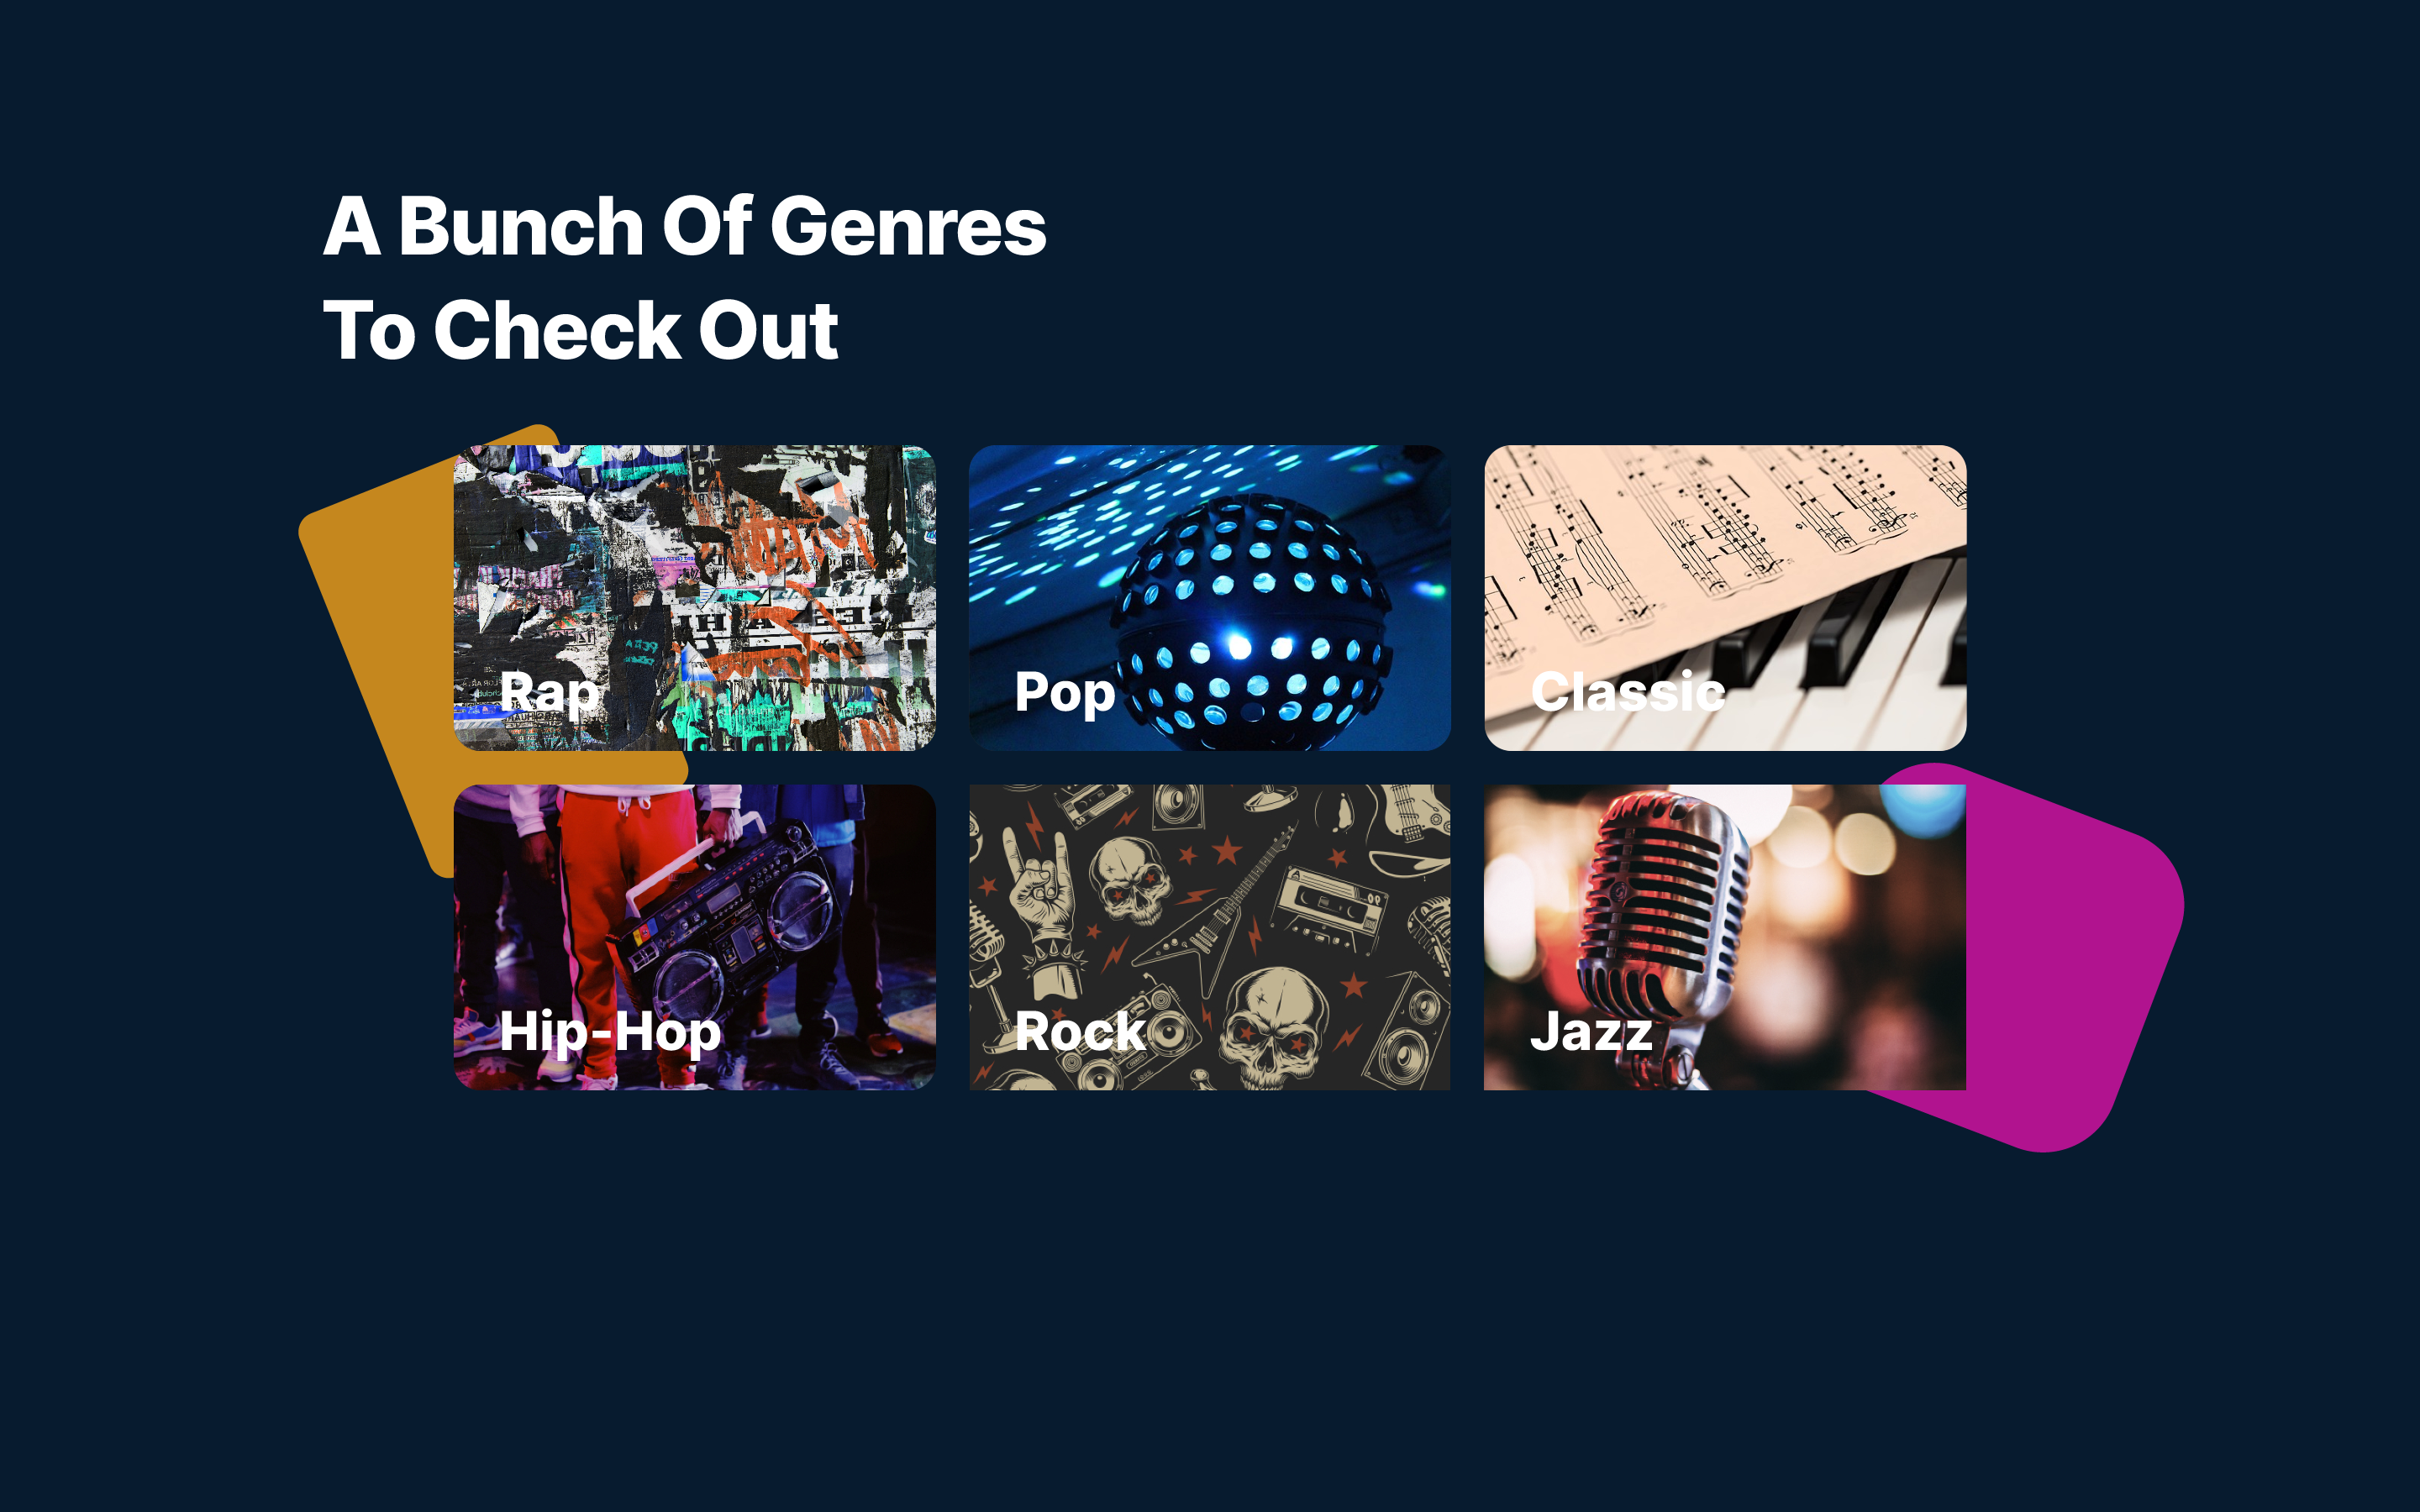 A Bunch Of Genres
To Check Out
Rap
Pop
Classic
Hip-Hop
Rock
Jazz